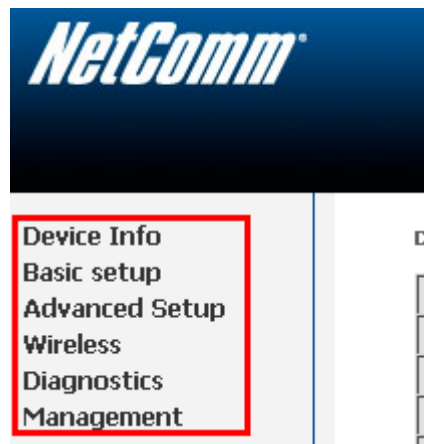 NetComm
Device Info
Basic setup
Advanced Setup
Wireless
Diagnostics
Management